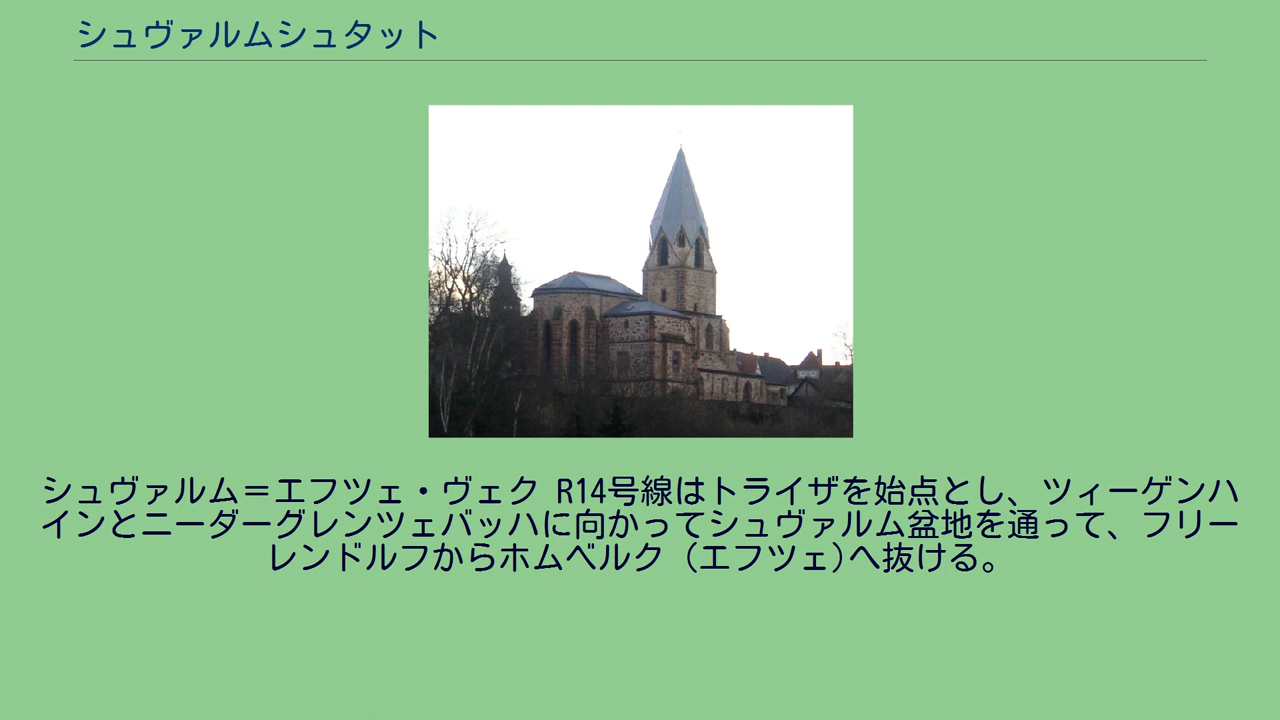 シュヴァルムシュタット
シュヴァルム＝エフツェ・ヴェク R14号線はトライザを始点とし、ツィーゲンハ
インとニーダーグレンツェバッハに向かってシュヴァルム盆地を通って、フリー
レンドルフからホムベルク (エフツェ)へ抜ける。